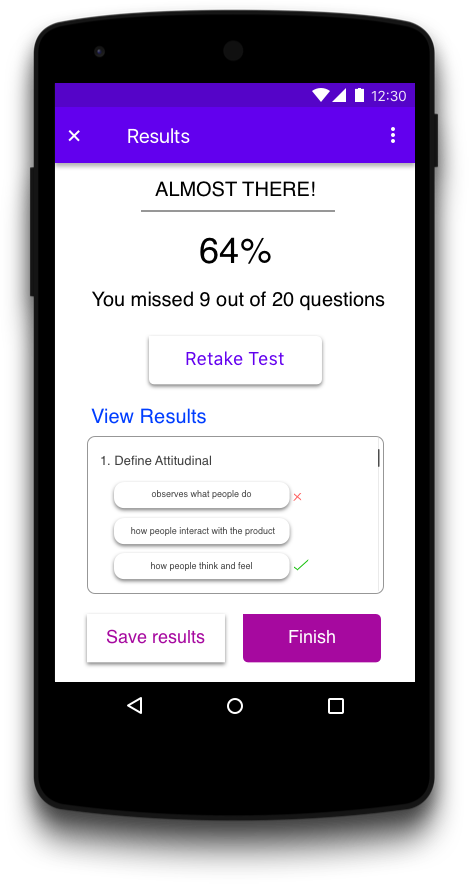 12:30
Results
ALMOST THERE!
64%
You missed 9 out of 20 questions
Retake Test
View Results
1. Define Attitudinal
observes what people do
how people interact with the product
how people think and feel
Save results
Finish